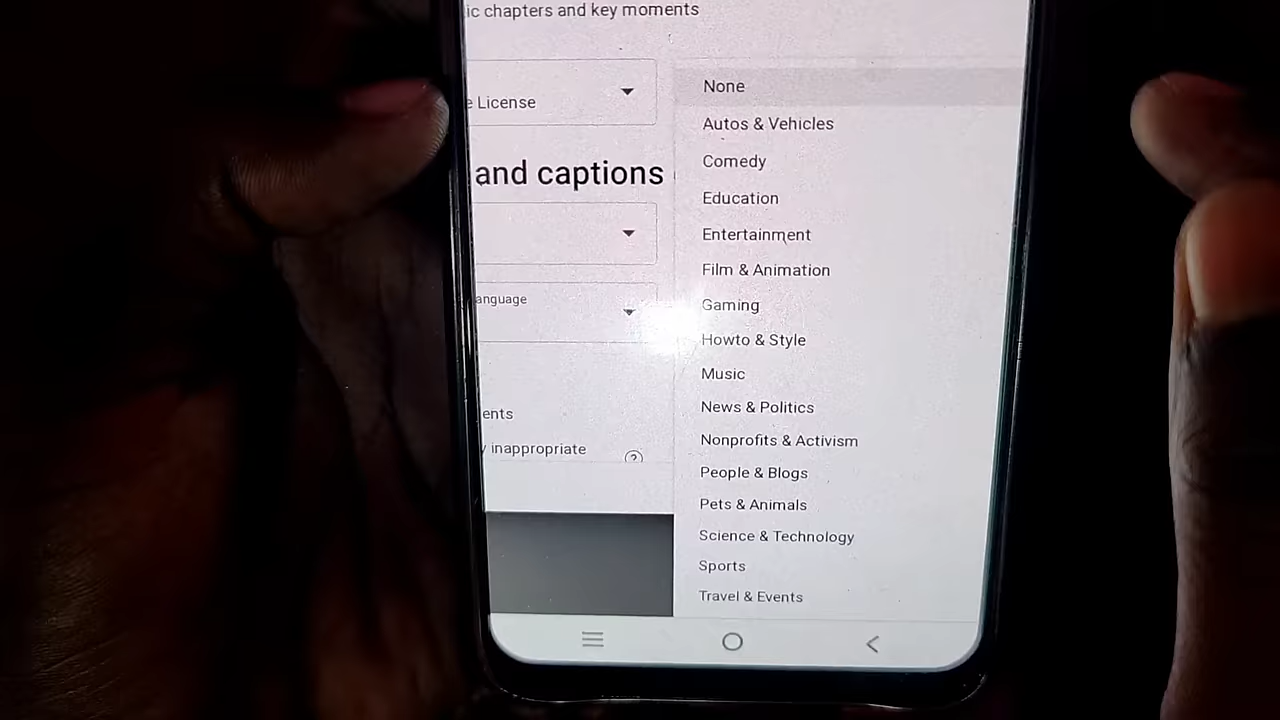 ic chapters and key moments
e License
and captions
anguage
ents
y inappropriate
?
None
Autos & Vehicles
Comedy
Education
Entertainment
Film & Animation
Gaming
Howto & Style
Music
News & Politics
Nonprofits & Activism
People & Blogs
Pets & Animals
Science & Technology
Sports
Travel & Events